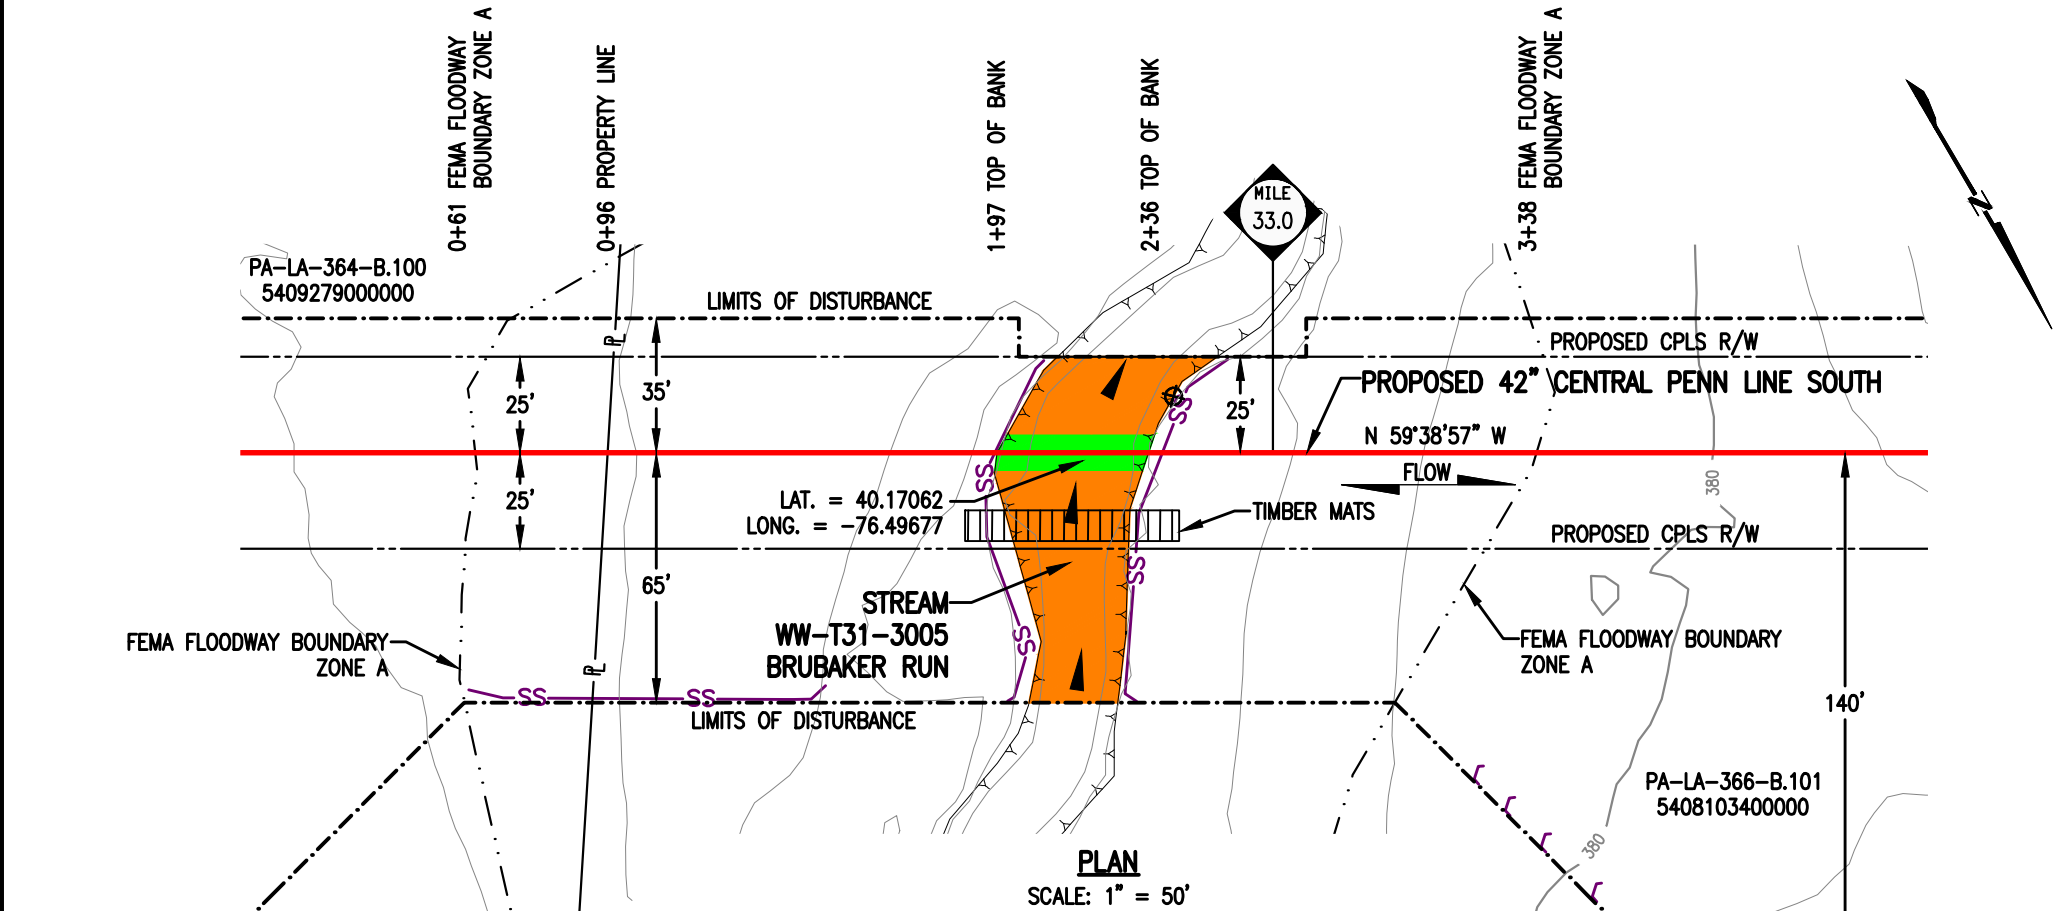 0+61 FEMA FLOODWAY
BOUNDARY ZONE A
0+96 PROPERTY LINE
1+97 TOP OF BANK
2+36 TOP OF BANK
3+38 FEMA FLOODWAY
BOUNDARY ZONE A
MILE
33.0
N
PA-LA-364-B.100
5409279000000
LIMITS OF DISTURBANCE
PROPOSED CPLS R/W
PROPOSED 42" CENTRAL PENN LINE SOUTH
PL
25'
35'
25'
SS
N 59°38'57" W
FLOW
SS
25'
LAT. = 40.17062
LONG. = -76.49677
TIMBER MATS
380
PROPOSED CPLS R/W
65'
SS
STREAM
WW-T31-3005
BRUBAKER RUN
SS
FEMA FLOODWAY BOUNDARY
ZONE A
FEMA FLOODWAY BOUNDARY
ZONE A
PL
SS
SS
LIMITS OF DISTURBANCE
140'
PA-LA-366-B.101
5408103400000
380
PLAN
SCALE: 1" = 50'